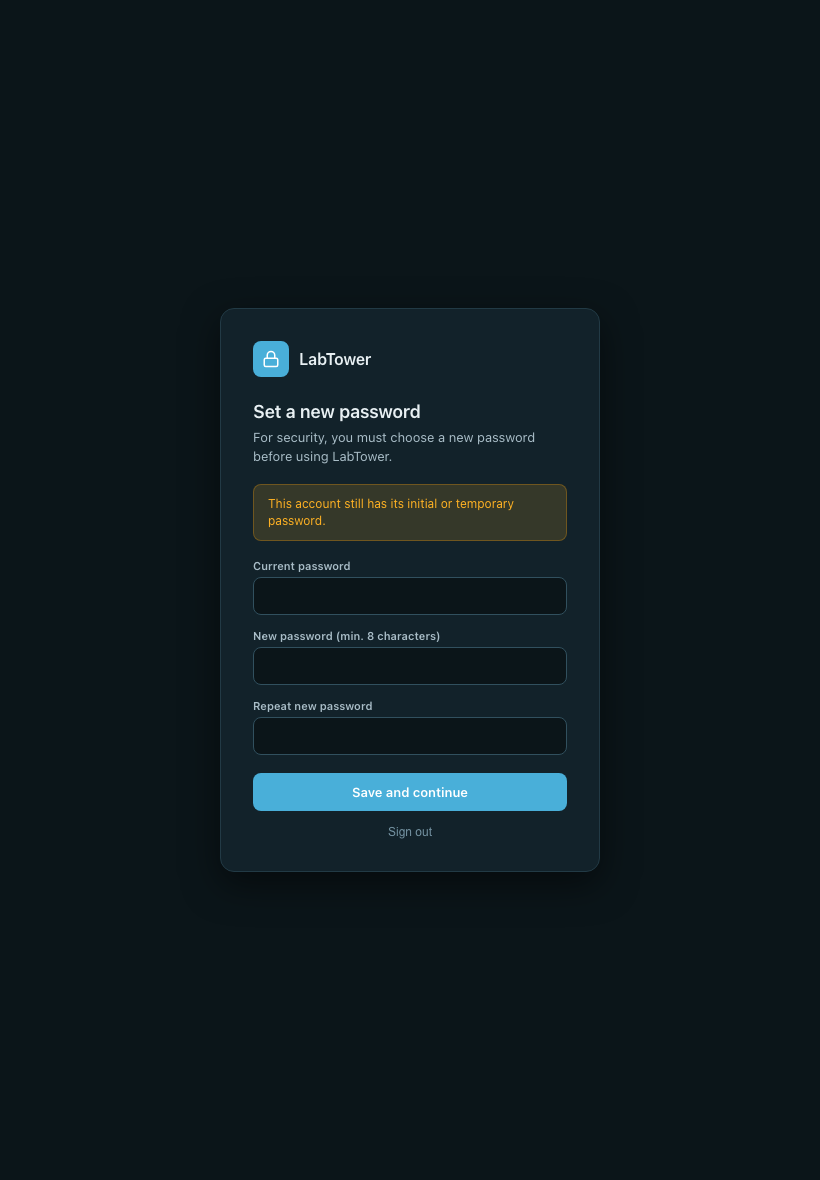 LabTower
Set a new password
For security, you must choose a new password
before using LabTower.
This account still has its initial or temporary
password.
Current password
New password (min. 8 characters)
Repeat new password
Save and continue
Sign out